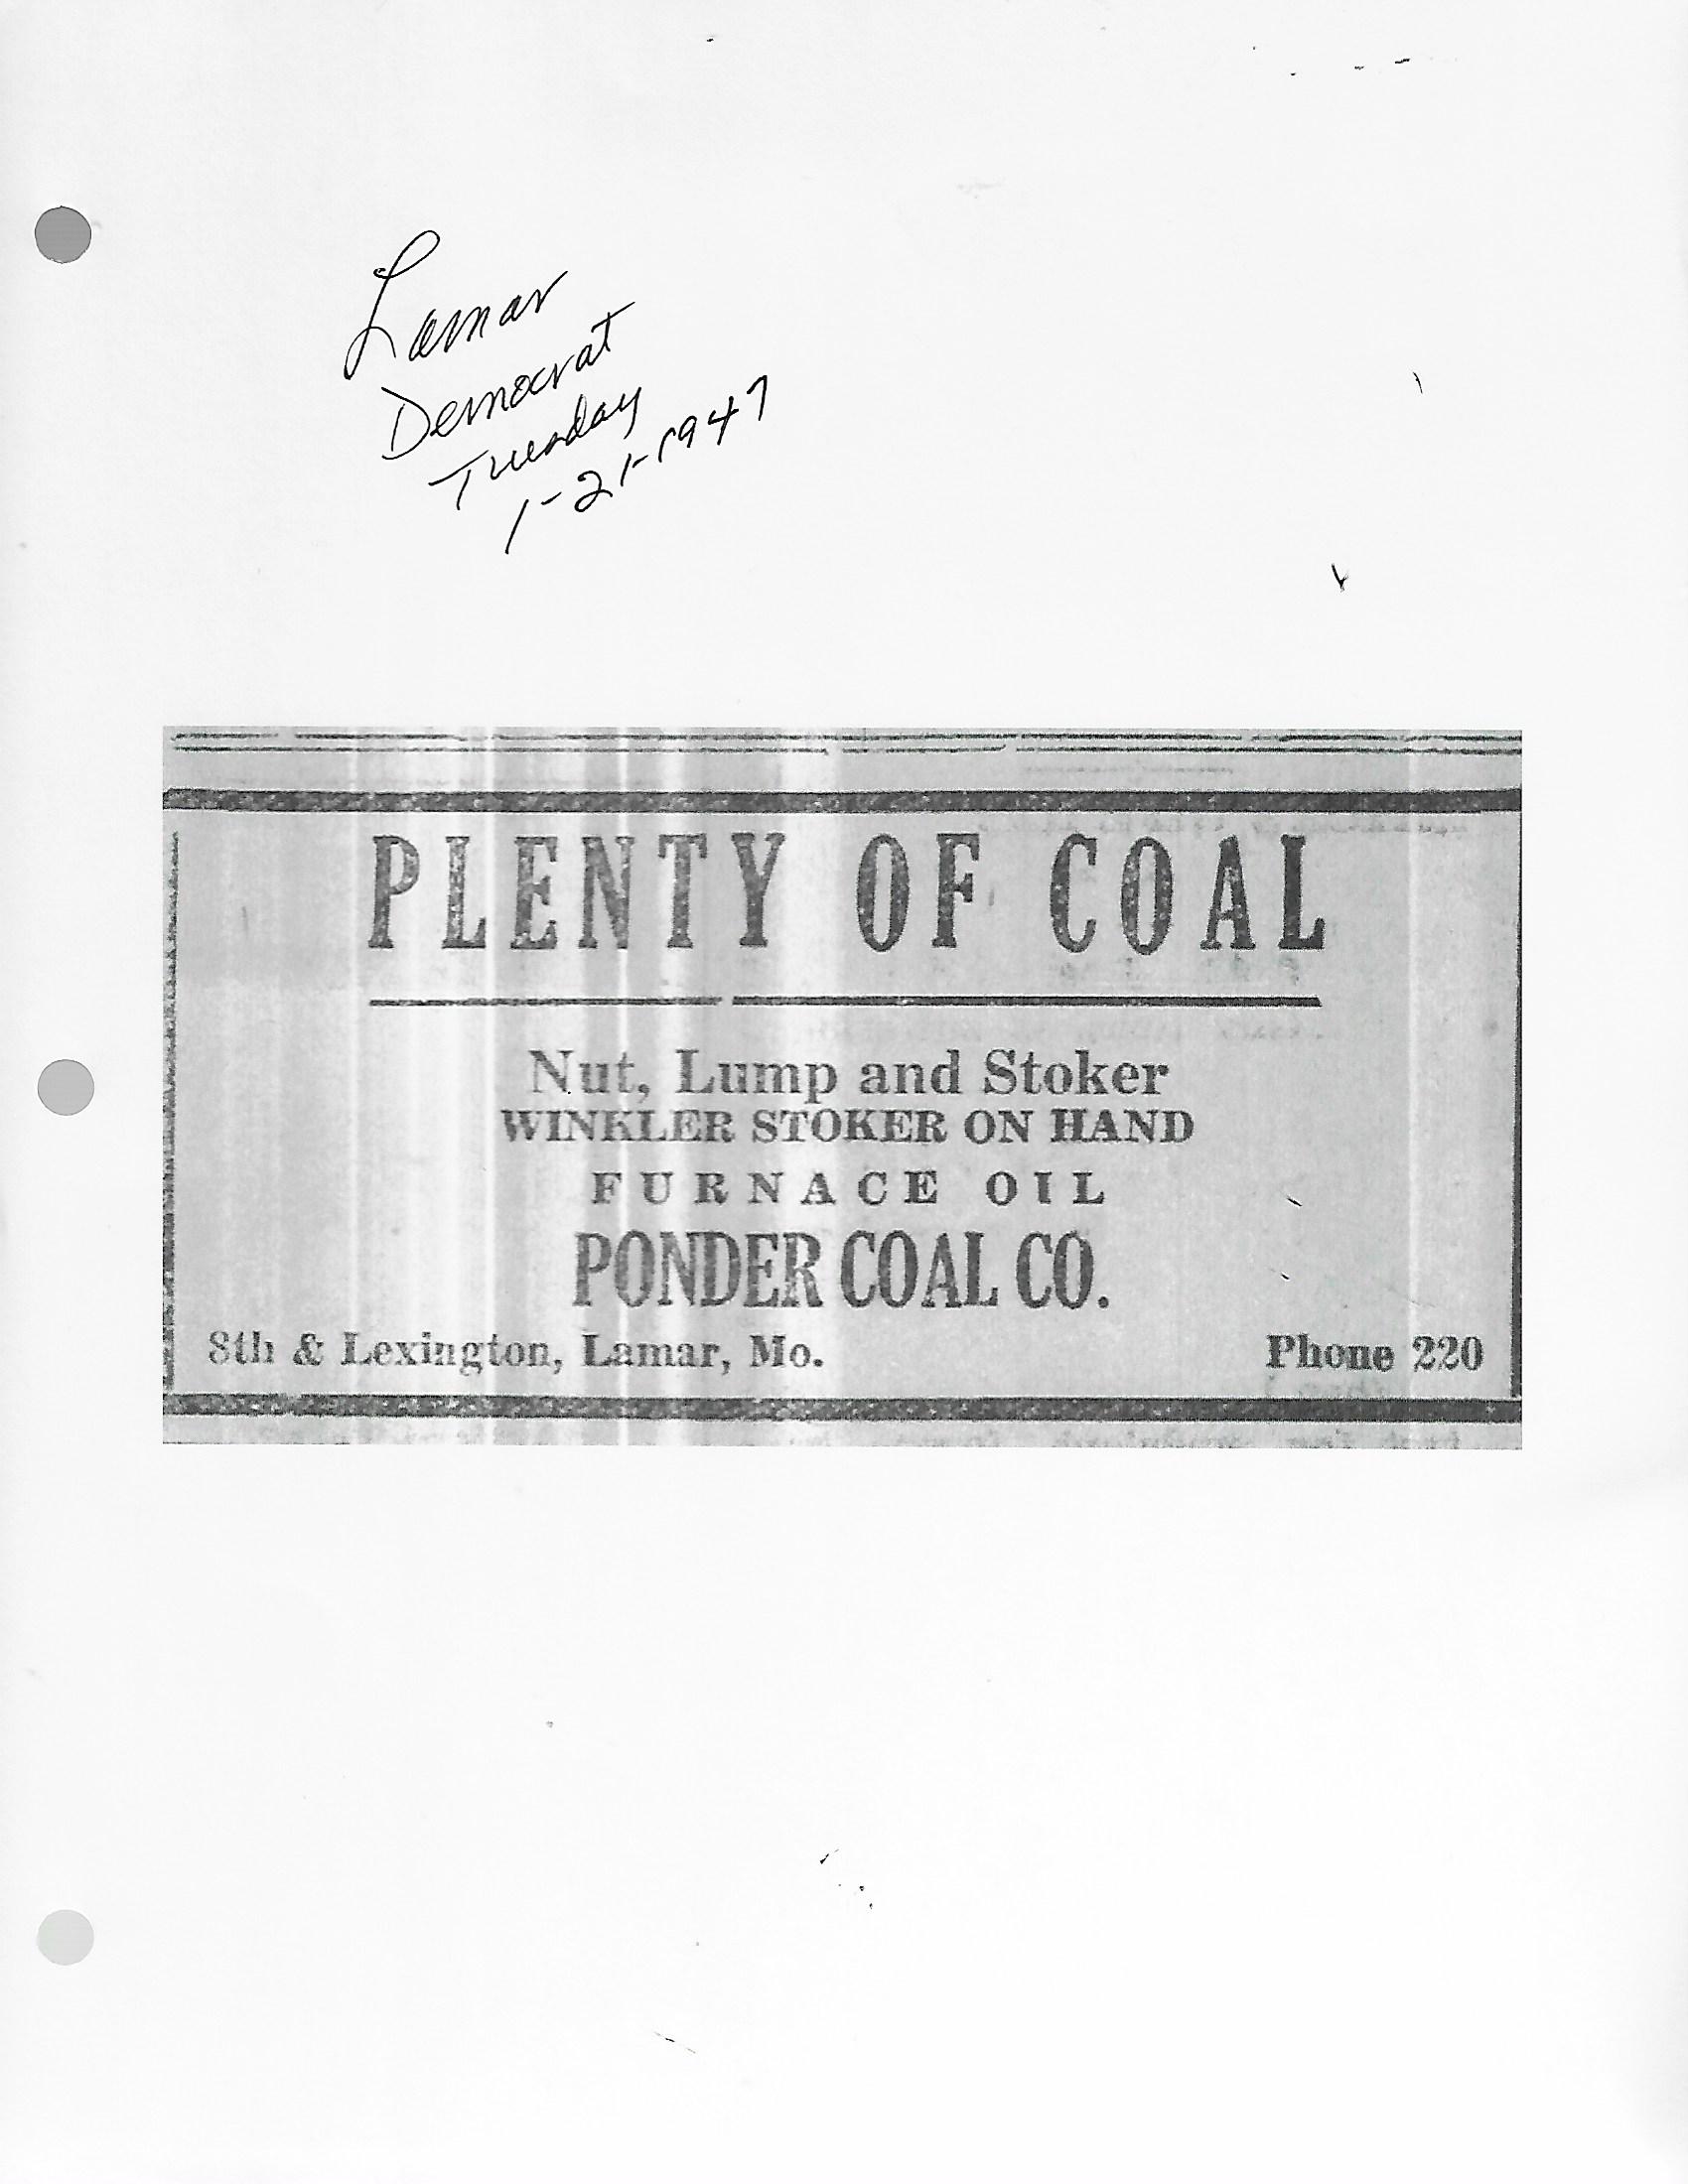 Lamar
Democrat
Tuesday
1-21-1947
PLENTY OF COAL
Nut, Lump and Stoker
WINKLER STOKER ON HAND
FURNACE OIL
PONDER COAL CO.
8th & Lexington, Lamar, Mo. Phone 220